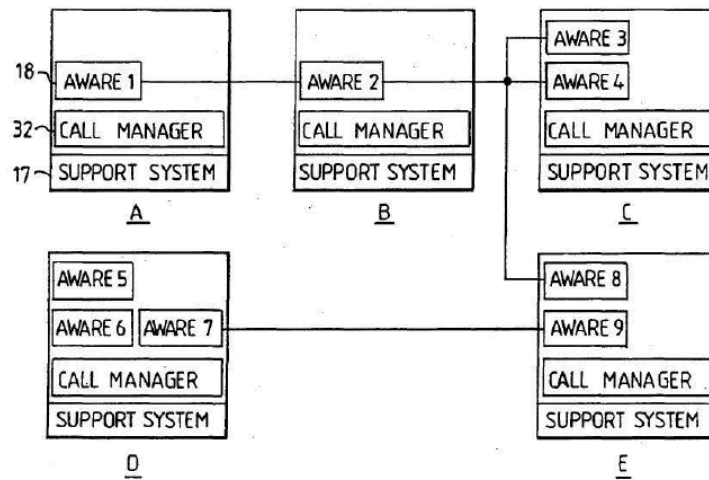 18
AWARE 1
32
CALL MANAGER
17
SUPPORT SYSTEM
A
AWARE 2
CALL MANAGER
SUPPORT SYSTEM
B
AWARE 3
AWARE 4
CALL MANAGER
SUPPORT SYSTEM
C
AWARE 5
AWARE 6
AWARE 7
CALL MANAGER
SUPPORT SYSTEM
D
AWARE 8
AWARE 9
CALL MANAGER
SUPPORT SYSTEM
E